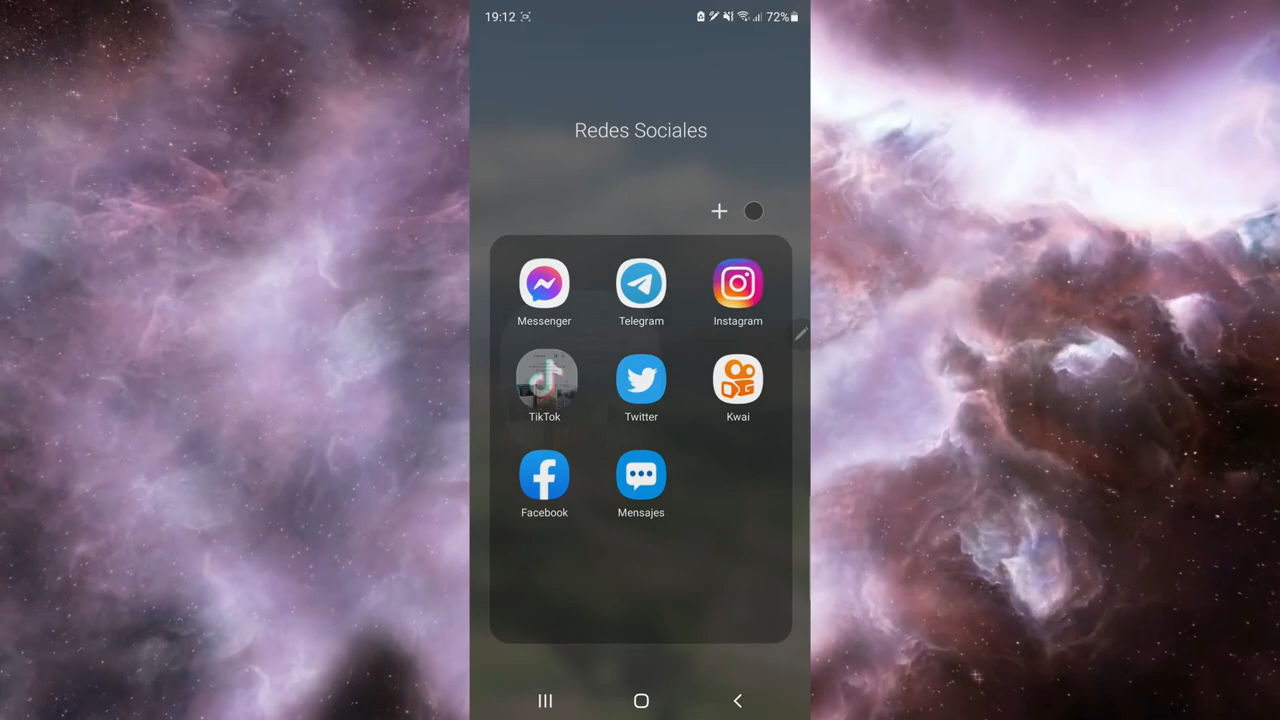 19:12
72%
Redes Sociales
Messenger
Telegram
Instagram
TikTok
Twitter
Kwai
Facebook
Mensajes